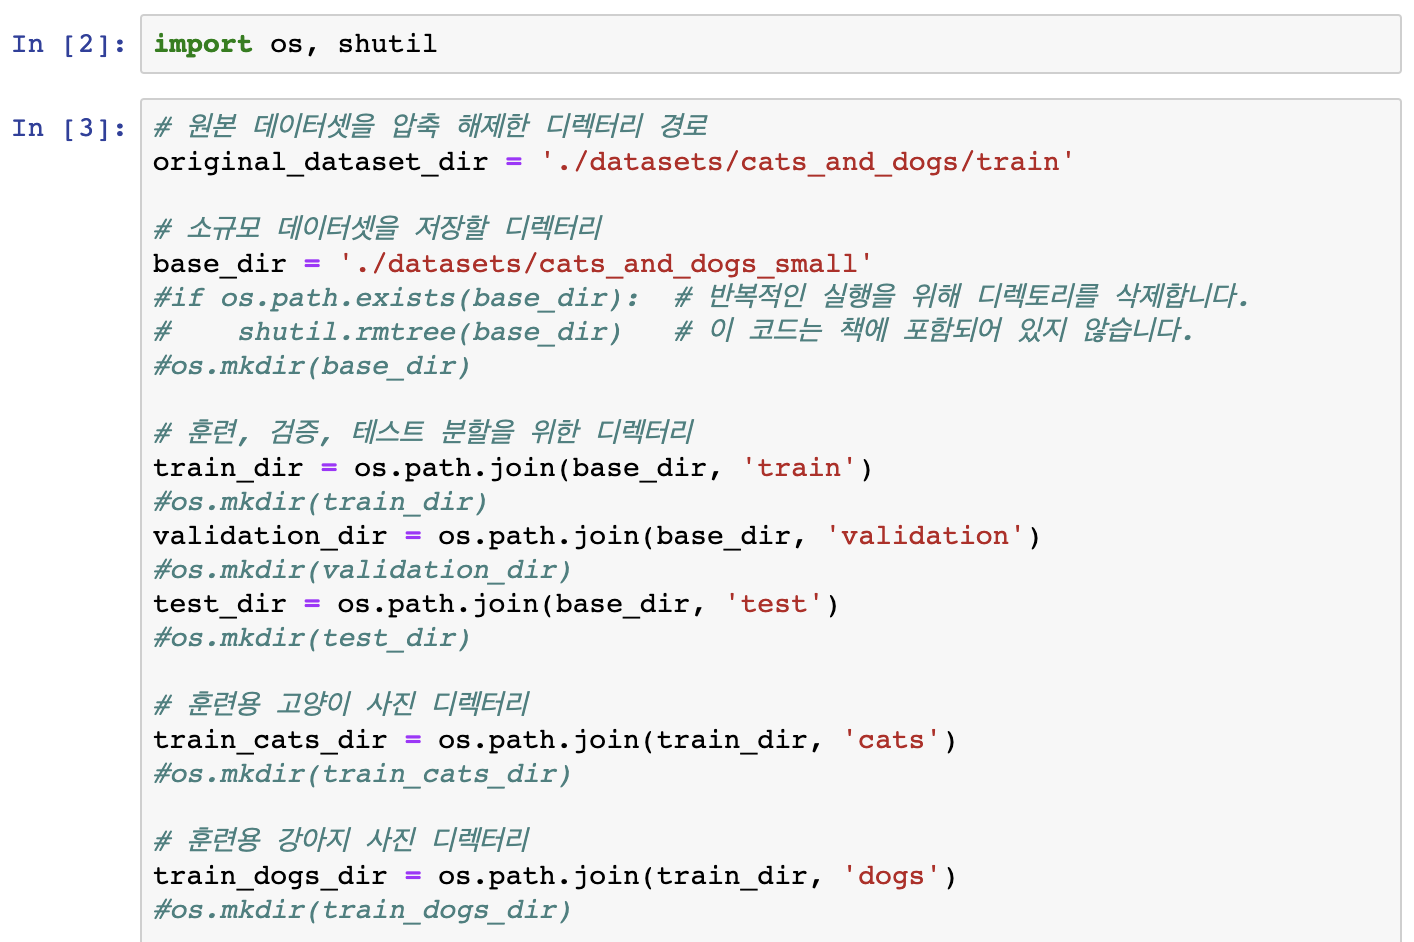 In [2]: import os, shutil
In [3]: # 원본 데이터셋을 압축 해제한 디렉터리 경로
original_dataset_dir = './datasets/cats_and_dogs/train'
# 소규모 데이터셋을 저장할 디렉터리
base_dir = './datasets/cats_and_dogs_small'
#if os.path.exists(base_dir):  # 반복적인 실행을 위해 디렉토리를 삭제합니다.
#    shutil.rmtree(base_dir)   # 이 코드는 책에 포함되어 있지 않습니다.
#os.mkdir(base_dir)
# 훈련, 검증, 테스트 분할을 위한 디렉터리
train_dir = os.path.join(base_dir, 'train')
#os.mkdir(train_dir)
validation_dir = os.path.join(base_dir, 'validation')
#os.mkdir(validation_dir)
test_dir = os.path.join(base_dir, 'test')
#os.mkdir(test_dir)
# 훈련용 고양이 사진 디렉터리
train_cats_dir = os.path.join(train_dir, 'cats')
#os.mkdir(train_cats_dir)
# 훈련용 강아지 사진 디렉터리
train_dogs_dir = os.path.join(train_dir, 'dogs')
#os.mkdir(train_dogs_dir)